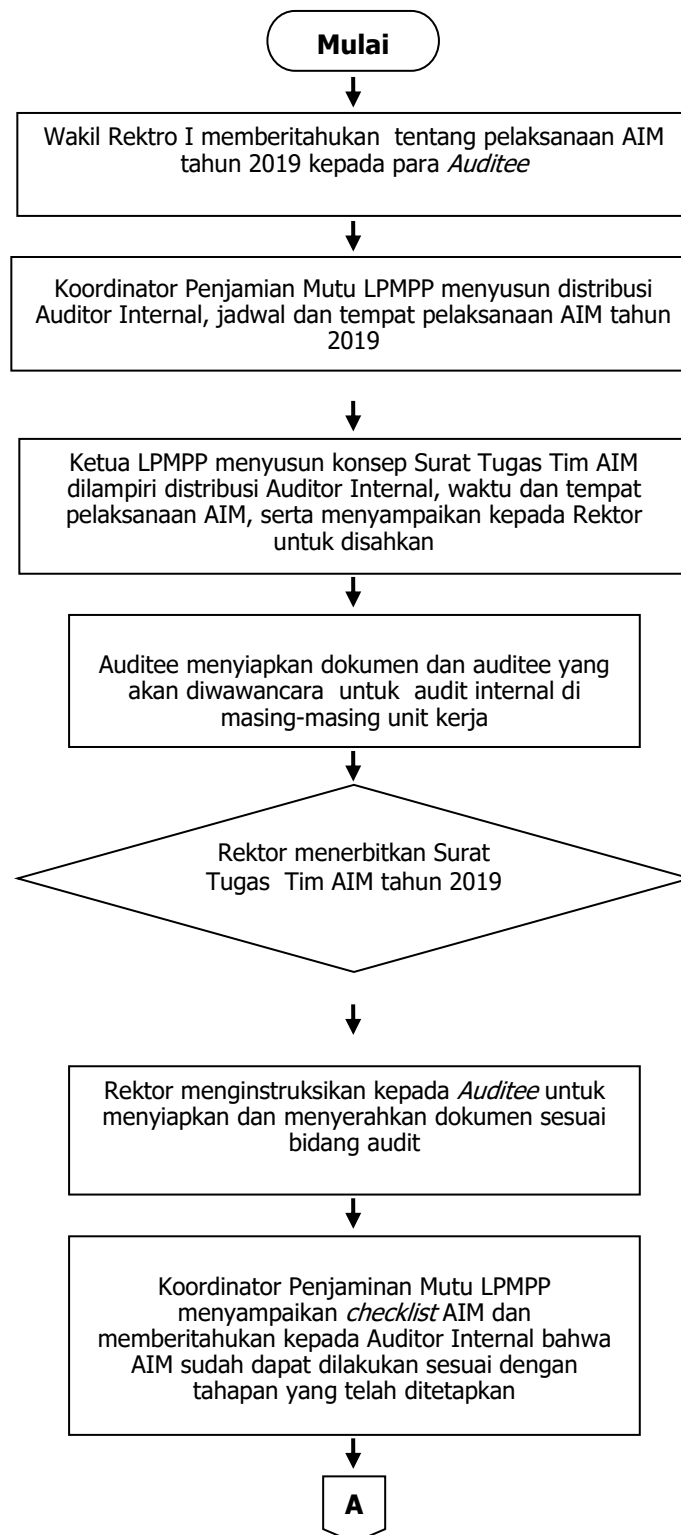 Mulai
Wakil Rektro I memberitahukan tentang pelaksanaan AIM
tahun 2019 kepada para Auditee
Koordinator Penjamian Mutu LPMPP menyusun distribusi
Auditor Internal, jadwal dan tempat pelaksanaan AIM tahun
2019
Ketua LPMPP menyusun konsep Surat Tugas Tim AIM
dilampiri distribusi Auditor Internal, waktu dan tempat
pelaksanaan AIM, serta menyampaikan kepada Rektor
untuk disahkan
Auditee menyiapkan dokumen dan auditee yang
akan diwawancara untuk audit internal di
masing-masing unit kerja
Rektor menerbitkan Surat
Tugas Tim AIM tahun 2019
Rektor menginstruksikan kepada Auditee untuk
menyiapkan dan menyerahkan dokumen sesuai
bidang audit
Koordinator Penjaminan Mutu LPMPP
menyampaikan checklist AIM dan
memberitahukan kepada Auditor Internal bahwa
AIM sudah dapat dilakukan sesuai dengan
tahapan yang telah ditetapkan
A